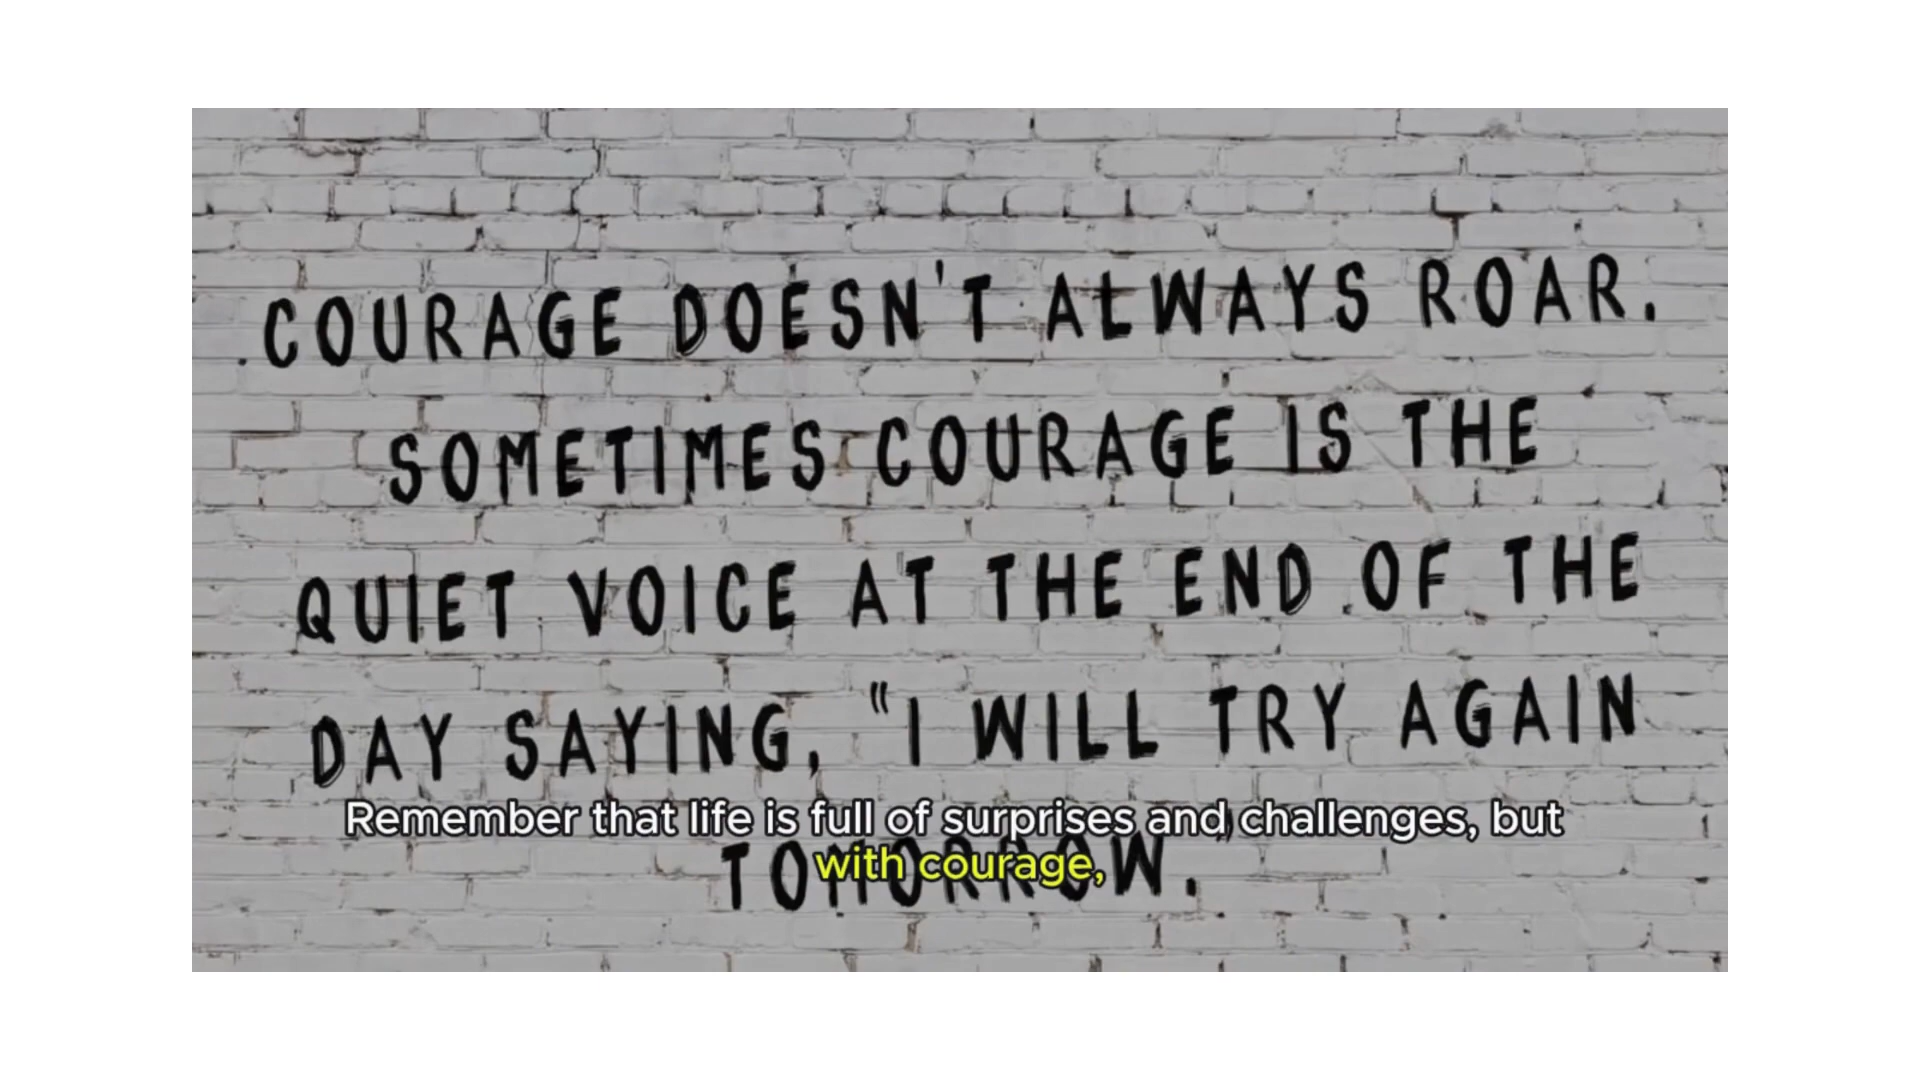 COURAGE DOESN'T ALWAYS ROAR.
SOMETIMES COURAGE IS THE
QUIET VOICE AT THE END OF THE
DAY SAYING, "I WILL TRY AGAIN
TOMORROW."
Remember that life is full of surprises and challenges, but
with courage,